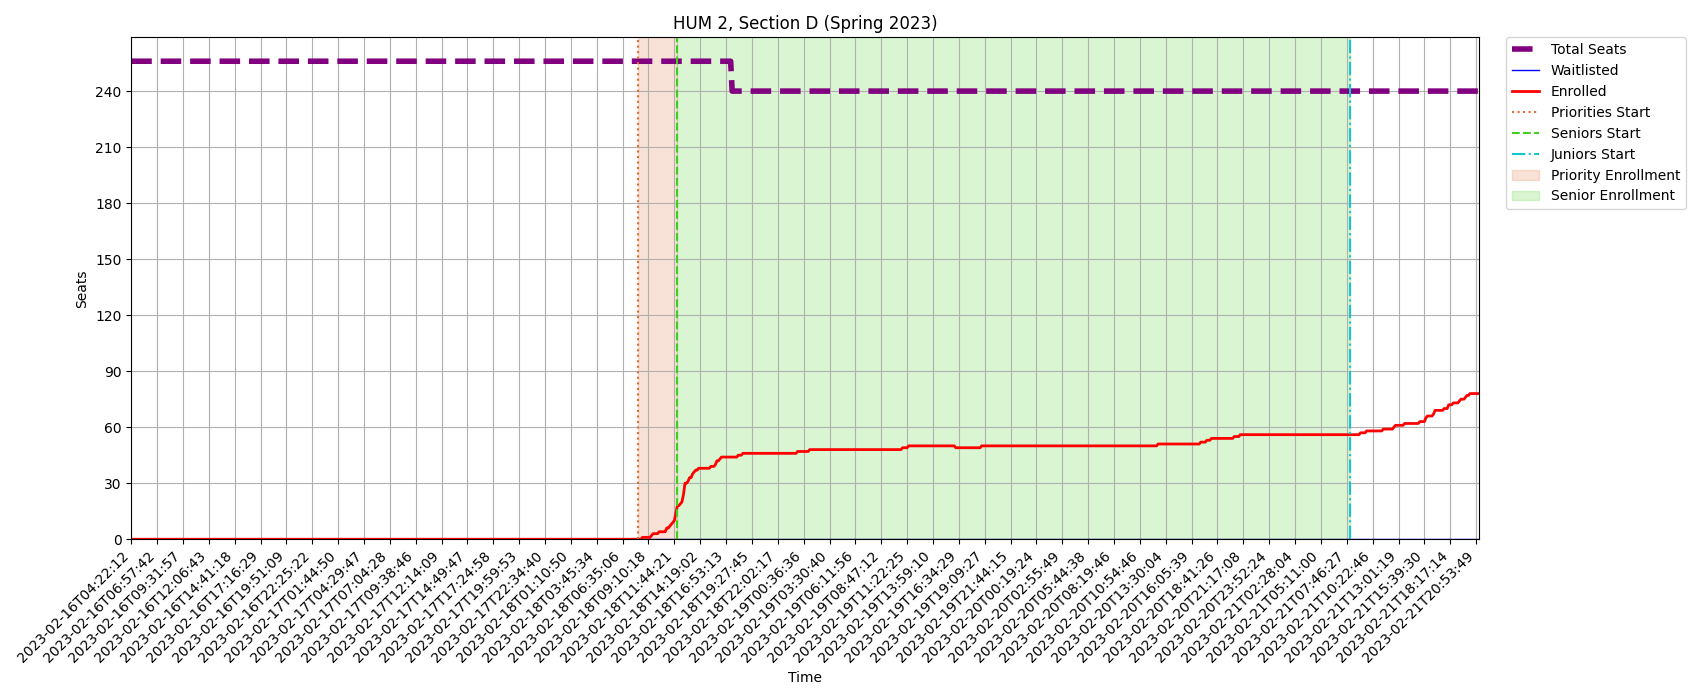 HUM 2, Section D (Spring 2023)
Total Seats
Waitlisted
Enrolled
Priorities Start
Seniors Start
Juniors Start
Priority Enrollment
Senior Enrollment
Seats
240
210
180
150
120
90
60
30
0
2023-02-16T04:22:12
2023-02-16T06:57:42
2023-02-16T09:31:57
2023-02-16T12:06:43
2023-02-16T14:41:18
2023-02-16T17:16:29
2023-02-16T19:51:09
2023-02-16T22:25:22
2023-02-17T01:44:50
2023-02-17T04:29:47
2023-02-17T07:04:28
2023-02-17T09:38:46
2023-02-17T12:14:09
2023-02-17T14:49:47
2023-02-17T17:24:58
2023-02-17T19:59:53
2023-02-17T22:34:40
2023-02-18T01:10:50
2023-02-18T03:45:34
2023-02-18T06:35:06
2023-02-18T09:10:18
2023-02-18T11:44:21
2023-02-18T14:19:02
2023-02-18T16:53:13
2023-02-18T19:27:45
2023-02-18T22:02:17
2023-02-19T00:36:36
2023-02-19T03:30:40
2023-02-19T06:11:56
2023-02-19T08:47:12
2023-02-19T11:22:25
2023-02-19T13:59:10
2023-02-19T16:34:29
2023-02-19T19:09:27
2023-02-19T21:44:15
2023-02-20T00:19:24
2023-02-20T02:55:49
2023-02-20T05:44:38
2023-02-20T08:19:46
2023-02-20T10:54:46
2023-02-20T13:30:04
2023-02-20T16:05:39
2023-02-20T18:41:26
2023-02-20T21:17:08
2023-02-20T23:52:24
2023-02-21T02:28:04
2023-02-21T05:11:00
2023-02-21T07:46:27
2023-02-21T10:22:46
2023-02-21T13:01:19
2023-02-21T15:39:30
2023-02-21T18:17:14
2023-02-21T20:53:49
Time